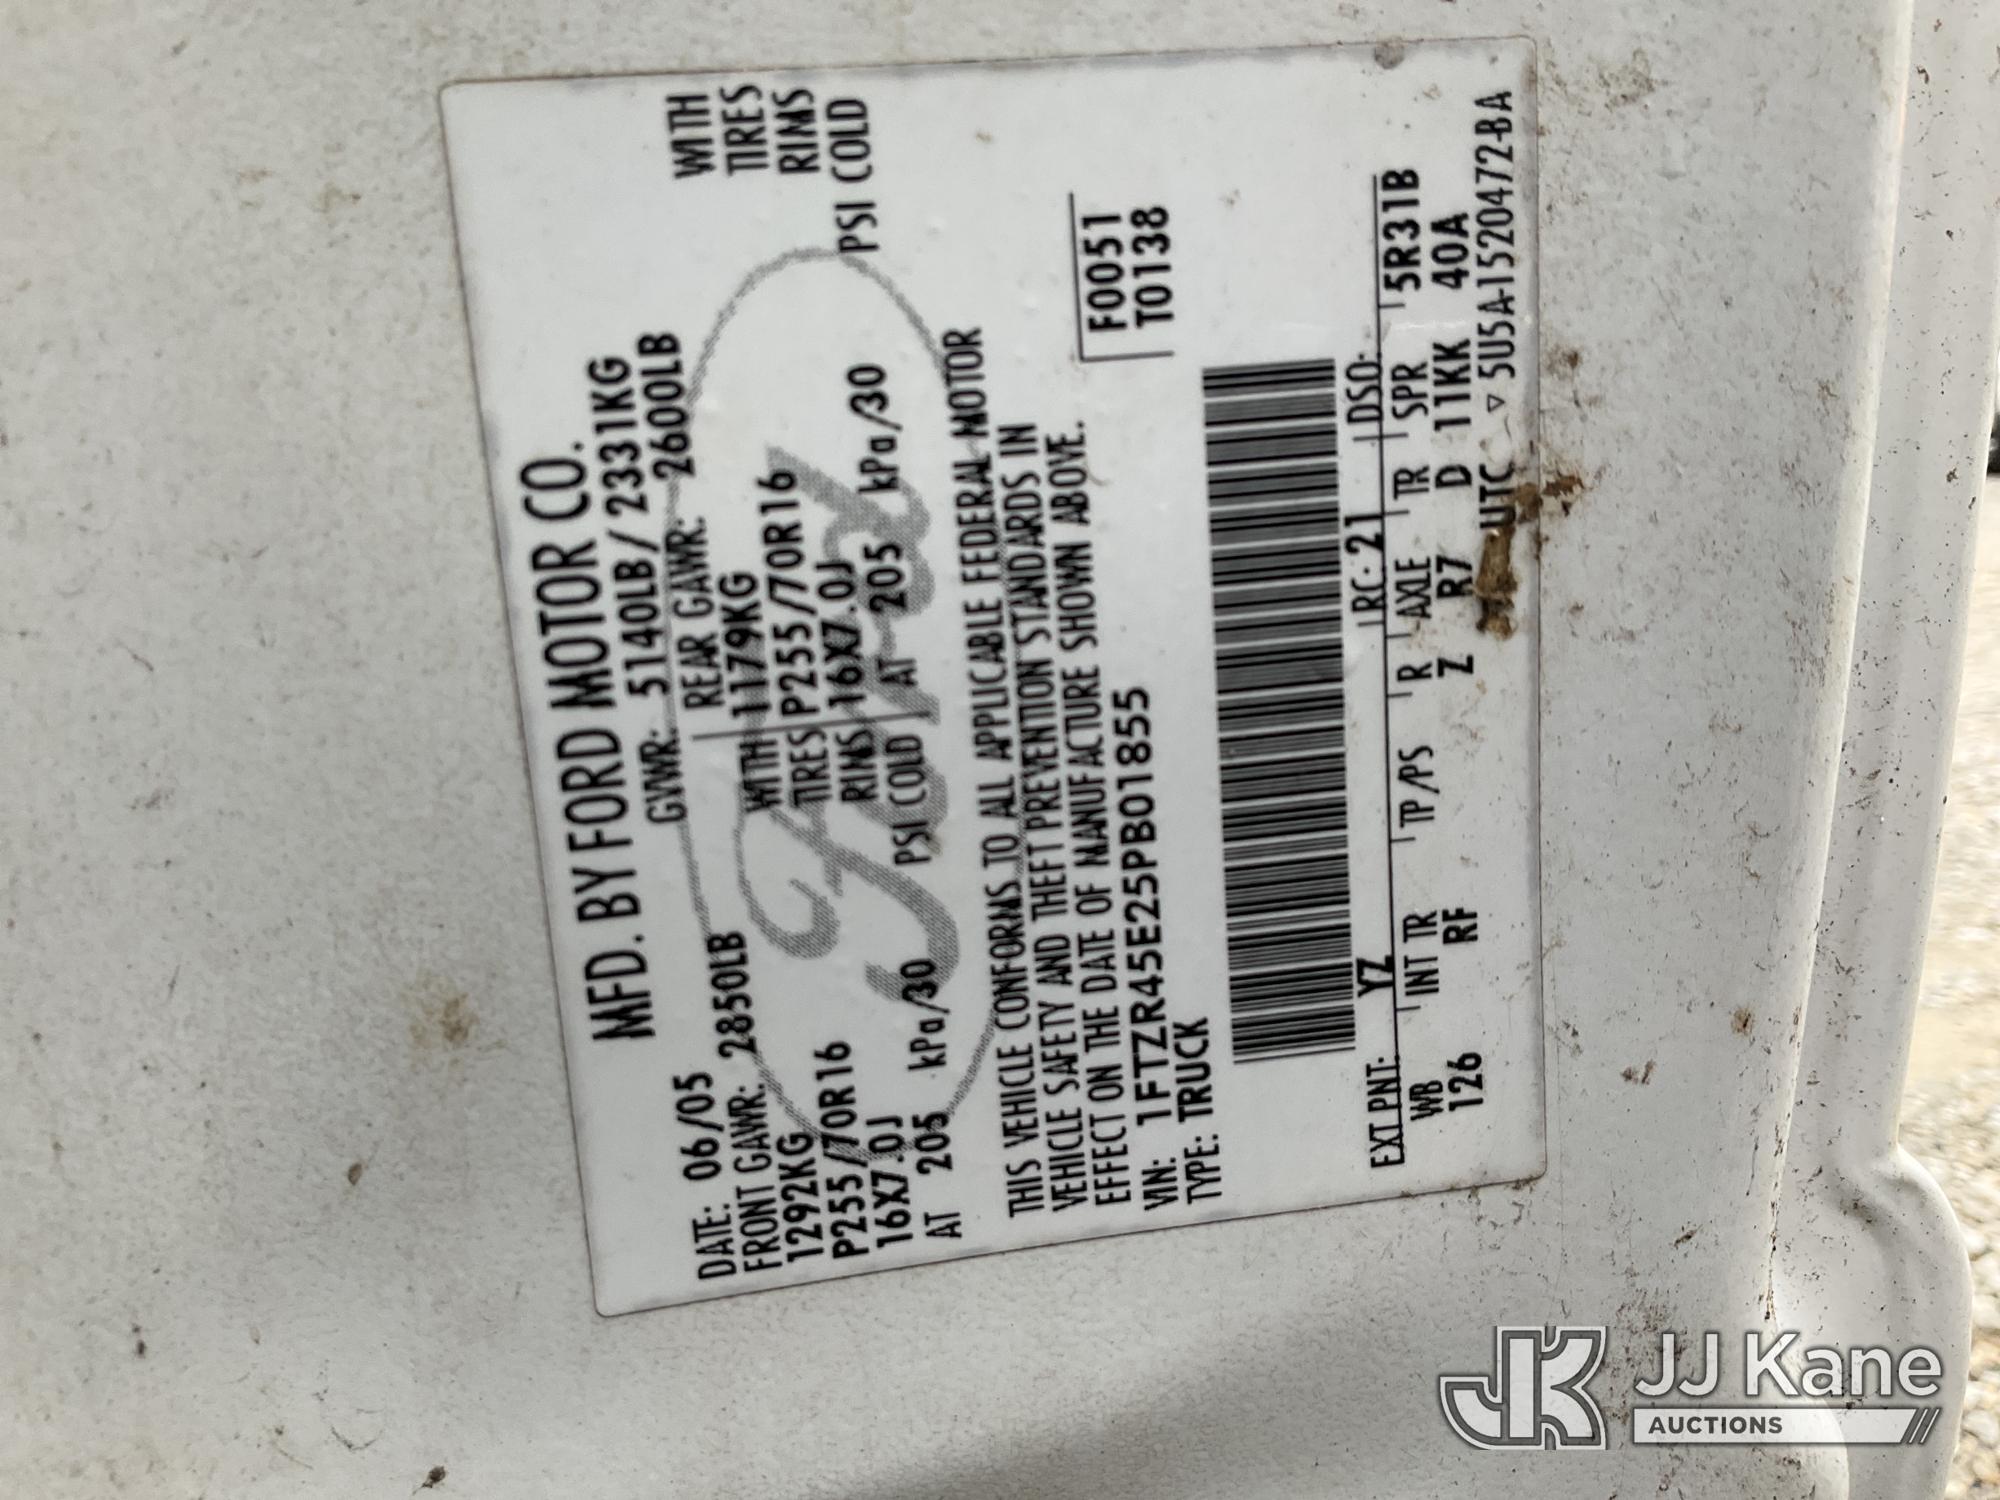 MFD. BY FORD MOTOR CO.
DATE: 06/05 GVWR: 5140LB/ 2331KG
FRONT GAWR: 2850LB REAR GAWR: 2600LB
1292KG WITH 1179KG WITH
P255/70R16 TIRES P255/70R16 TIRES
16X7.0J RIMS 16X7.0J RIMS
AT 205 kPa/30 PSI COLD AT 205 kPa/30 PSI COLD
Ford
THIS VEHICLE CONFORMS TO ALL APPLICABLE FEDERAL MOTOR
VEHICLE SAFETY AND THEFT PREVENTION STANDARDS IN
EFFECT ON THE DATE OF MANUFACTURE SHOWN ABOVE.
VIN: 1FTZR45E25PB01855
TYPE: TRUCK
F0051
T0138
EXT PNT: YZ RC: 21 DSO:
WB INT TR TP/PS R AXLE TR SPR 5R31B
126 RF Z R7 D 11KK 40A
UTC ▽ 5U5A-1520472-BA
JK JJ Kane
AUCTIONS